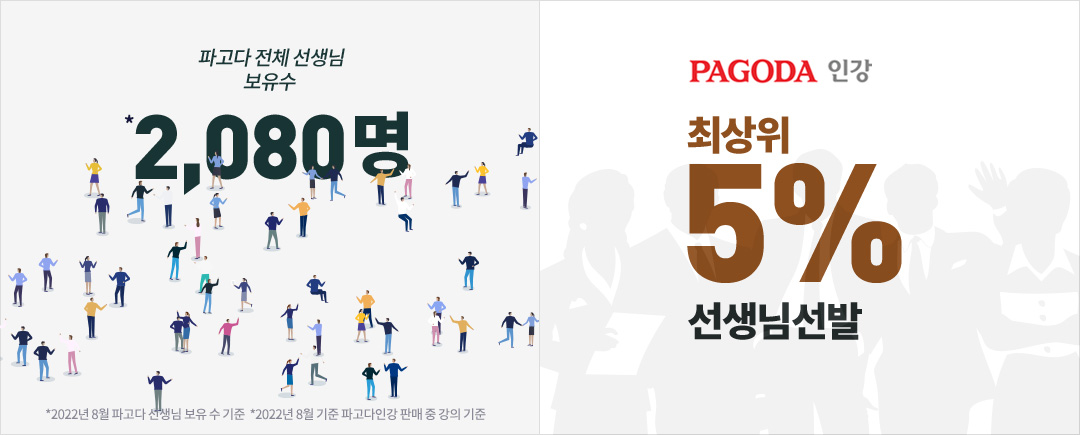 파고다 전체 선생님
보유수
*2,080명
*2022년 8월 파고다 선생님 보유 수 기준 *2022년 8월 기준 파고다인강 판매 중 강의 기준
PAGODA 인강
최상위
5%
선생님선발